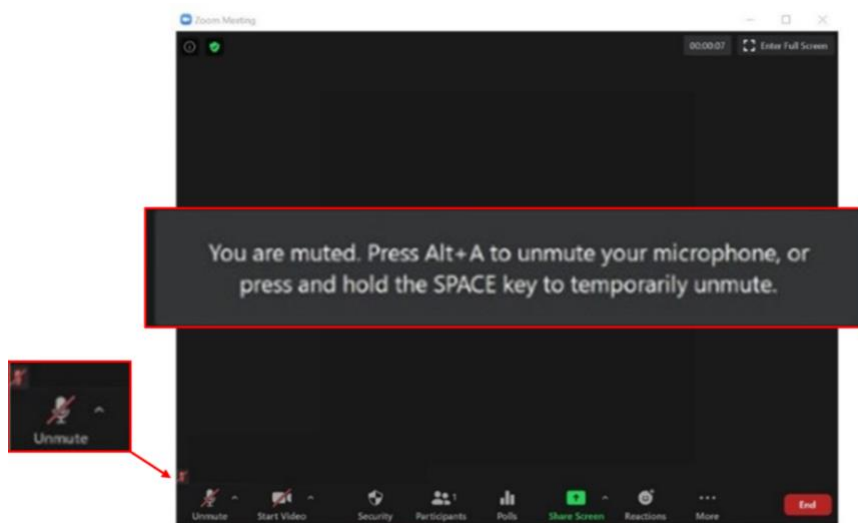 Zoom Meeting
00:00:07 Enter Full Screen
You are muted. Press Alt+A to unmute your microphone, or
press and hold the SPACE key to temporarily unmute.
Unmute
Unmute Start Video Security Participants 1 Polls Share Screen Reactions More End